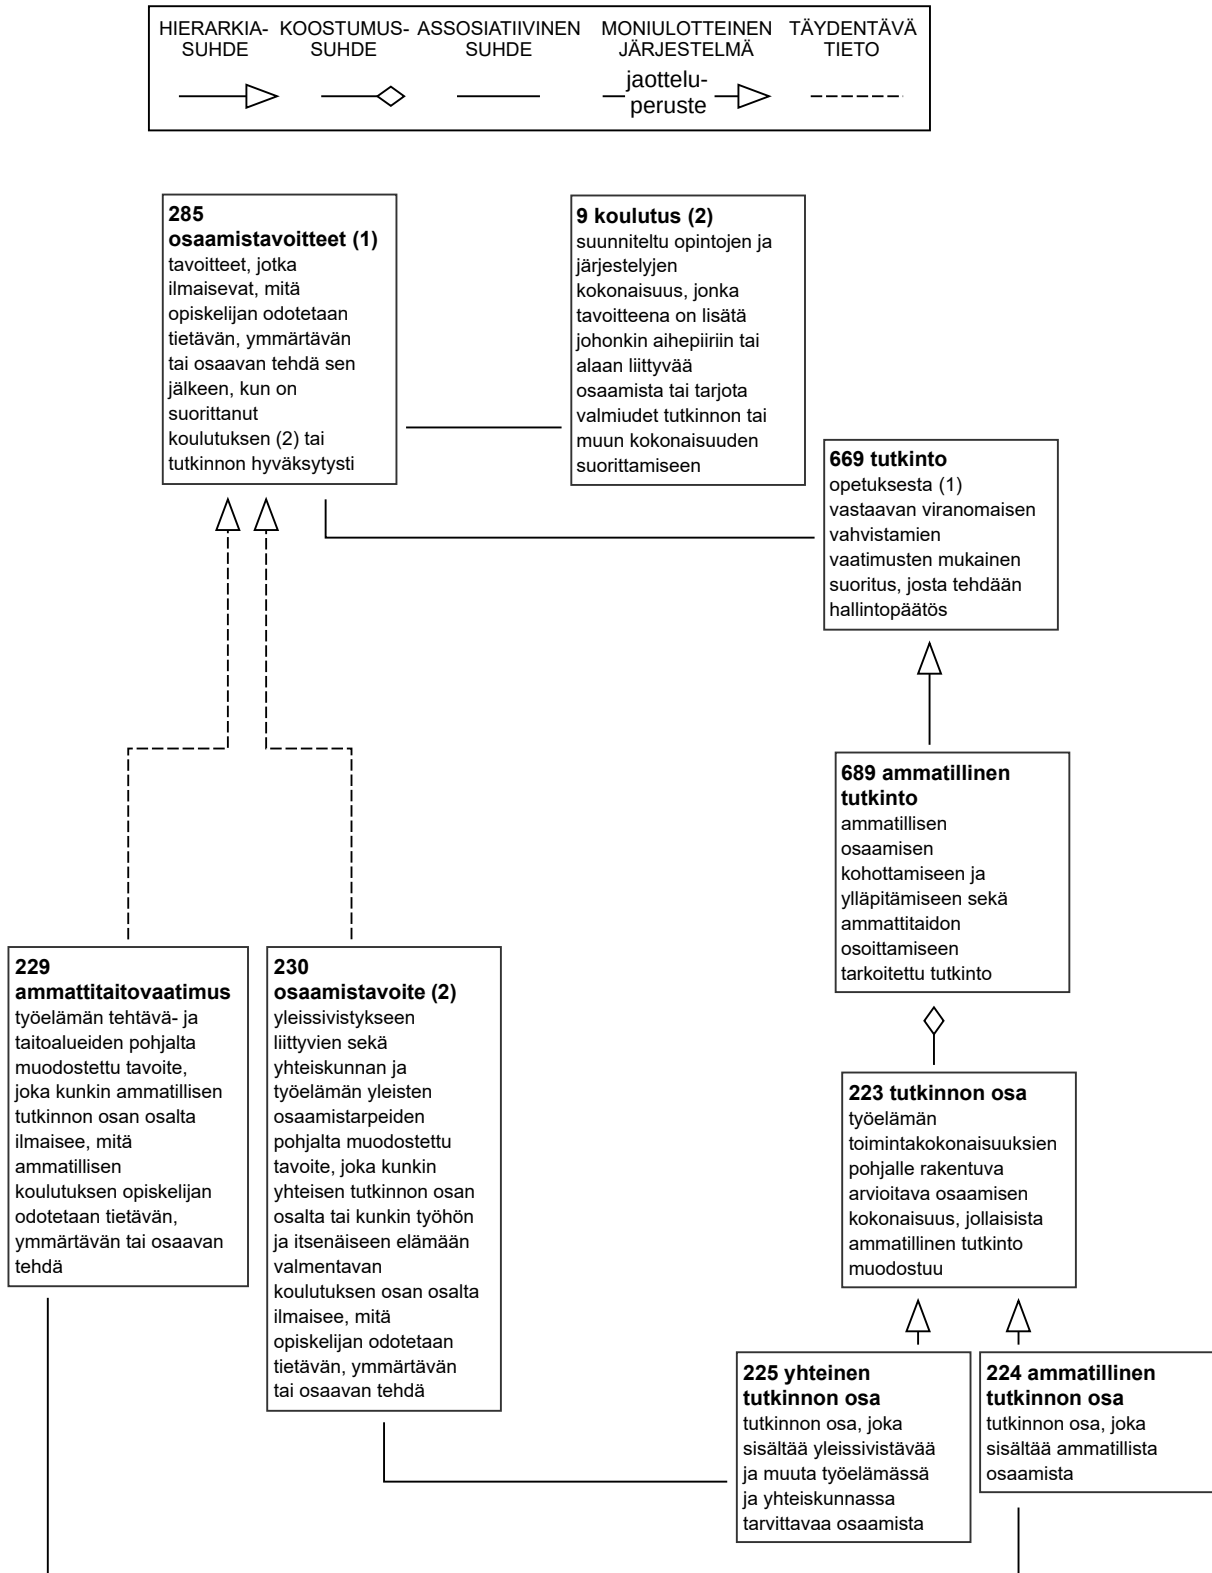 HIERARKIA-
SUHDE
KOOSTUMUS-
SUHDE
ASSOSIATIIVINEN
SUHDE
MONIULOTTEINEN
JÄRJESTELMÄ
TÄYDENTÄVÄ
TIETO
jaottelu-
peruste
285
osaamistavoitteet (1)
tavoitteet, jotka
ilmaisevat, mitä
opiskelijan odotetaan
tietävän, ymmärtävän
tai osaavan tehdä sen
jälkeen, kun on
suorittanut
koulutuksen (2) tai
tutkinnon hyväksytysti
9 koulutus (2)
suunniteltu opintojen ja
järjestelyjen
kokonaisuus, jonka
tavoitteena on lisätä
johonkin aihepiiriin tai
alaan liittyvää
osaamista tai tarjota
valmiudet tutkinnon tai
muun kokonaisuuden
suorittamiseen
669 tutkinto
opetuksesta (1)
vastaavan viranomaisen
vahvistamien
vaatimusten mukainen
suoritus, josta tehdään
hallintopäätös
689 ammatillinen
tutkinto
ammatillisen
osaamisen
kohottamiseen ja
ylläpitämiseen sekä
ammattitaidon
osoittamiseen
tarkoitettu tutkinto
229
ammattitaitovaatimus
työelämän tehtävä- ja
taitoalueiden pohjalta
muodostettu tavoite,
joka kunkin ammatillisen
tutkinnon osan osalta
ilmaisee, mitä
ammatillisen
koulutuksen opiskelijan
odotetaan tietävän,
ymmärtävän tai osaavan
tehdä
230
osaamistavoite (2)
yleissivistykseen
liittyvien sekä
yhteiskunnan ja
työelämän yleisten
osaamistarpeiden
pohjalta muodostettu
tavoite, joka kunkin
yhteisen tutkinnon osan
osalta tai kunkin työhön
ja itsenäiseen elämään
valmentavan
koulutuksen osan osalta
ilmaisee, mitä
opiskelijan odotetaan
tietävän, ymmärtävän
tai osaavan tehdä
223 tutkinnon osa
työelämän
toimintakokonaisuuksien
pohjalle rakentuva
arvioitava osaamisen
kokonaisuus, jollaisista
ammatillinen tutkinto
muodostuu
225 yhteinen
tutkinnon osa
tutkinnon osa, joka
sisältää yleissivistävää
ja muuta työelämässä
ja yhteiskunnassa
tarvittavaa osaamista
224 ammatillinen
tutkinnon osa
tutkinnon osa, joka
sisältää ammatillista
osaamista